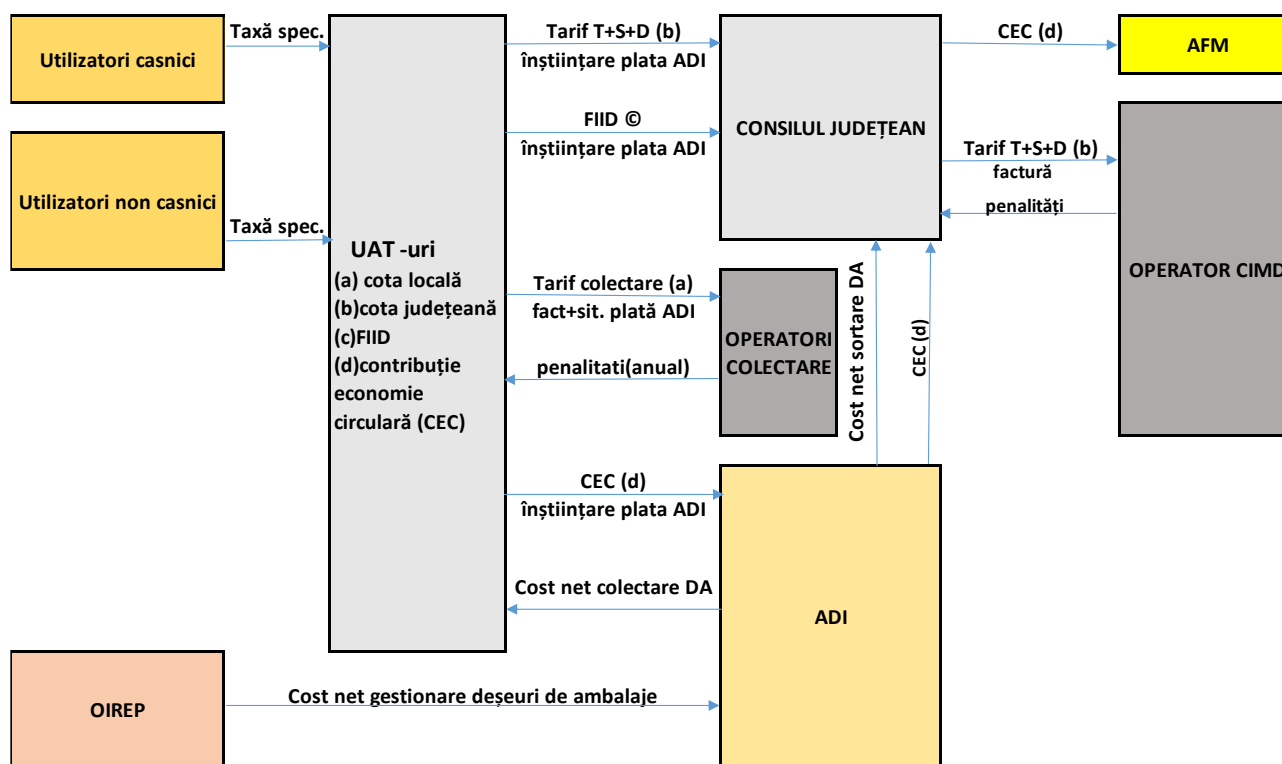 Utilizatori casnici
Utilizatori non casnici
Taxă spec.
Taxă spec.
UAT -uri
(a) cota locală
(b)cota județeană
(c)FIID
(d)contribuție
economie
circulară (CEC)
Tarif T+S+D (b)
înștiințare plata ADI
FIID ©
înștiințare plata ADI
CONSILUL JUDEȚEAN
CEC (d)
AFM
Tarif T+S+D (b)
factură
penalități
OPERATOR CIMD
Tarif colectare (a)
fact+sit. plată ADI
penalitati(anual)
OPERATORI
COLECTARE
Cost net sortare DA
CEC (d)
CEC (d)
înștiințare plata ADI
Cost net colectare DA
ADI
OIREP
Cost net gestionare deșeuri de ambalaje